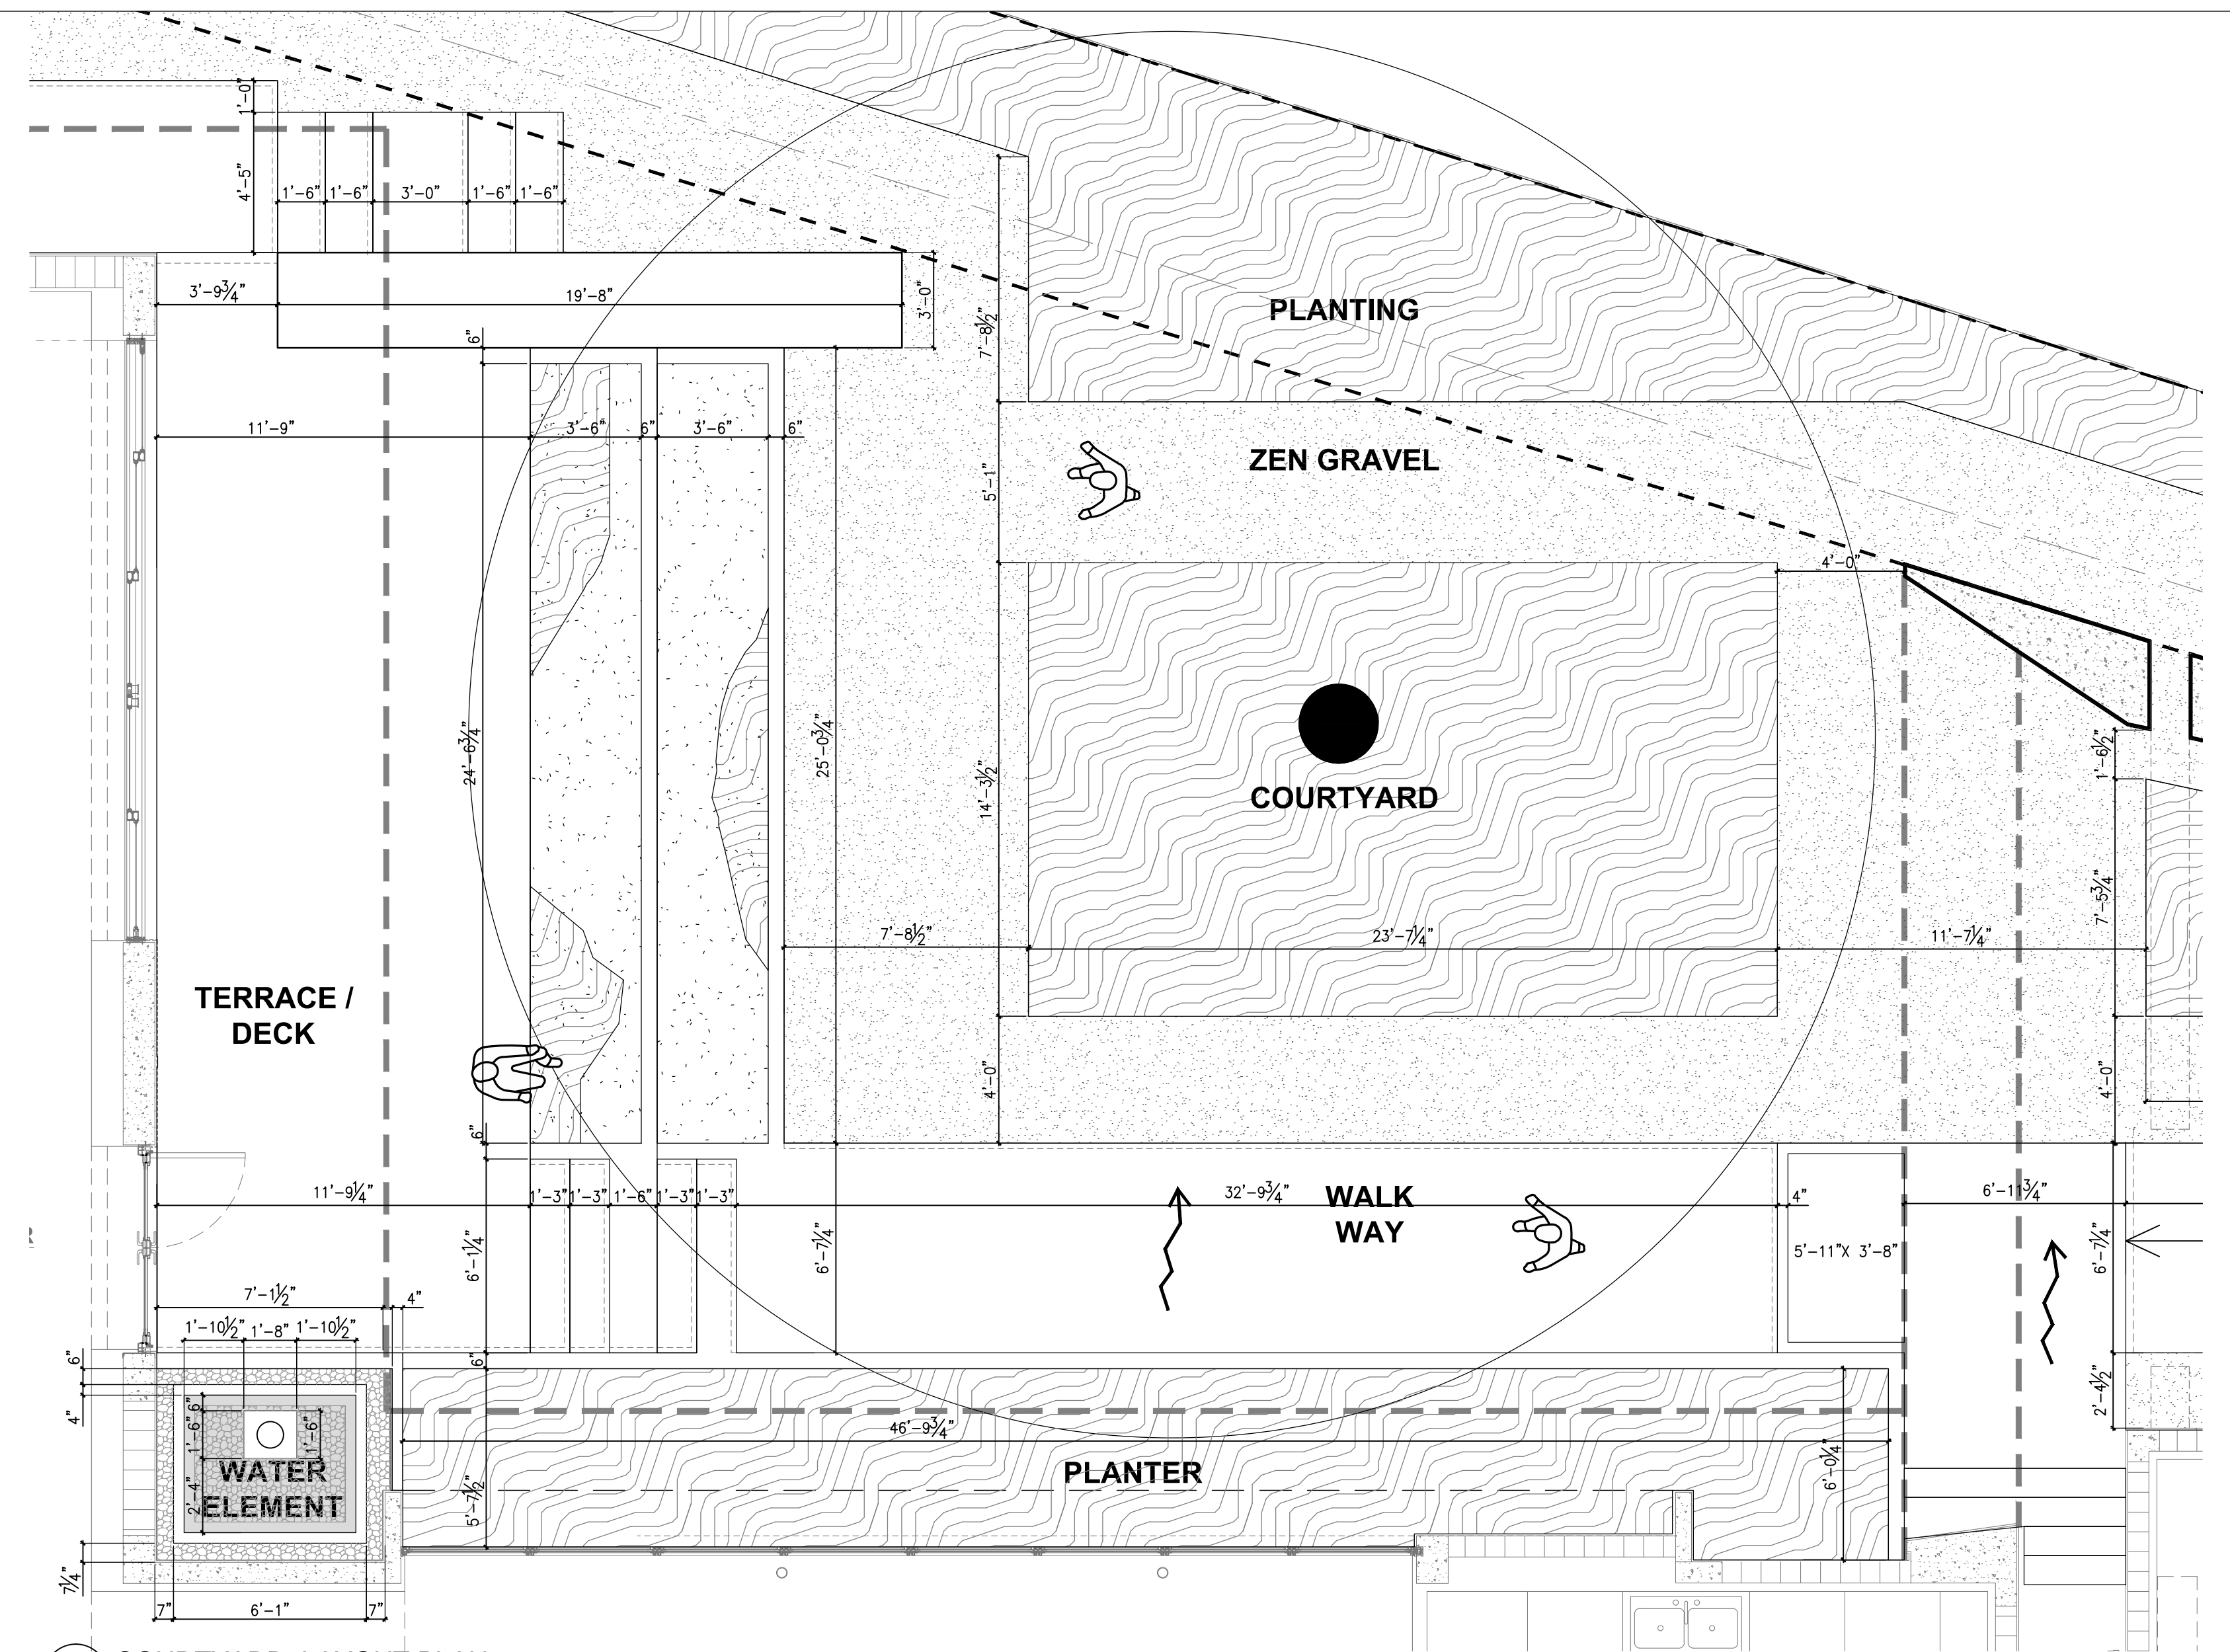 1'-0"
4'-5"
1'-6" 1'-6" 3'-0" 1'-6" 1'-6"
3'-9¾" 19'-8" 3'-0"
PLANTING
6" 7'-8½"
11'-9" 3'-6" 6" 3'-6" 6"
ZEN GRAVEL
5'-1"
4'-0"
24'-6¾" 25'-0¾" 14'-3½" 1'-6½"
COURTYARD
7'-5¾"
7'-8½" 23'-7¼" 11'-7¼"
TERRACE /
DECK
4'-0" 4'-0"
6"
11'-9¼" 1'-3" 1'-3" 1'-6" 1'-3" 1'-3" 32'-9¾" 4" 6'-11¾"
WALK
WAY
6'-1¼" 6'-7¼" 5'-11"X 3'-8" 6'-7¼"
7'-1½" 4"
1'-10½" 1'-8" 1'-10½"
6" 6"
4" 6" 2'-4½"
1'-6" 1'-6" 46'-9¾"
WATER
ELEMENT
PLANTER
2'-4" 5'-7½" 6'-0¼"
7¼"
7" 6'-1" 7"